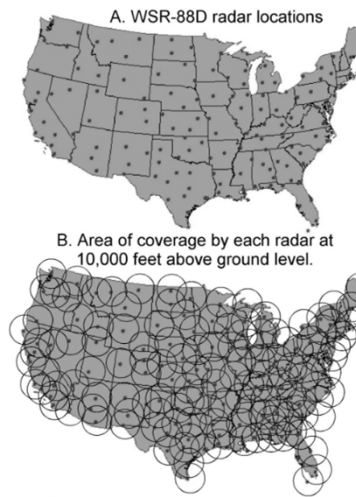 A. WSR-88D radar locations
B. Area of coverage by each radar at
10,000 feet above ground level.